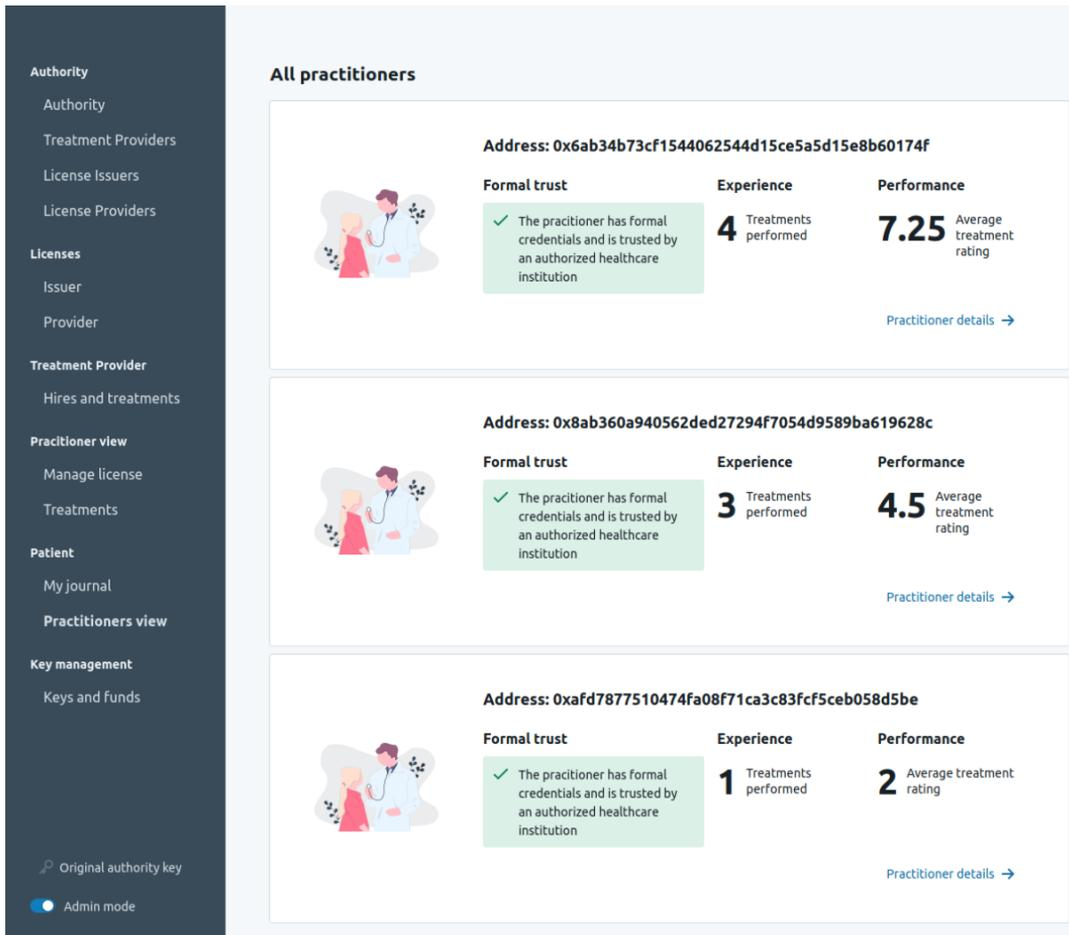 Authority
Authority
Treatment Providers
License Issuers
License Providers
Licenses
Issuer
Provider
Treatment Provider
Hires and treatments
Pracitioner view
Manage license
Treatments
Patient
My journal
Practitioners view
Key management
Keys and funds
Original authority key
Admin mode
All practitioners
Address: 0x6ab34b73cf1544062544d15ce5a5d15e8b60174f
Formal trust
The pracitioner has formal
credentials and is trusted by
an authorized healthcare
institution
Experience
4 Treatments
performed
Performance
7.25 Average
treatment
rating
Practitioner details
Address: 0x8ab360a940562ded27294f7054d9589ba619628c
Formal trust
The pracitioner has formal
credentials and is trusted by
an authorized healthcare
institution
Experience
3 Treatments
performed
Performance
4.5 Average
treatment
rating
Practitioner details
Address: 0xafd7877510474fa08f71ca3c83fcf5ceb058d5be
Formal trust
The pracitioner has formal
credentials and is trusted by
an authorized healthcare
institution
Experience
1 Treatments
performed
Performance
2 Average treatment
rating
Practitioner details